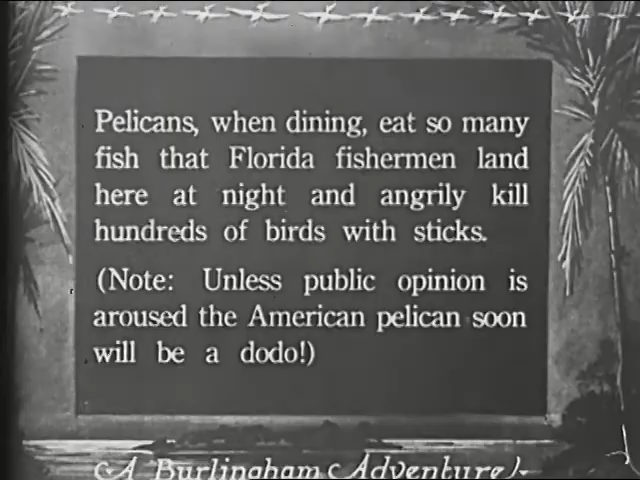 Pelicans, when dining, eat so many
fish that Florida fishermen land
here at night and angrily kill
hundreds of birds with sticks.
(Note: Unless public opinion is
aroused the American pelican soon
will be a dodo!)
(A Burlingham Adventure)